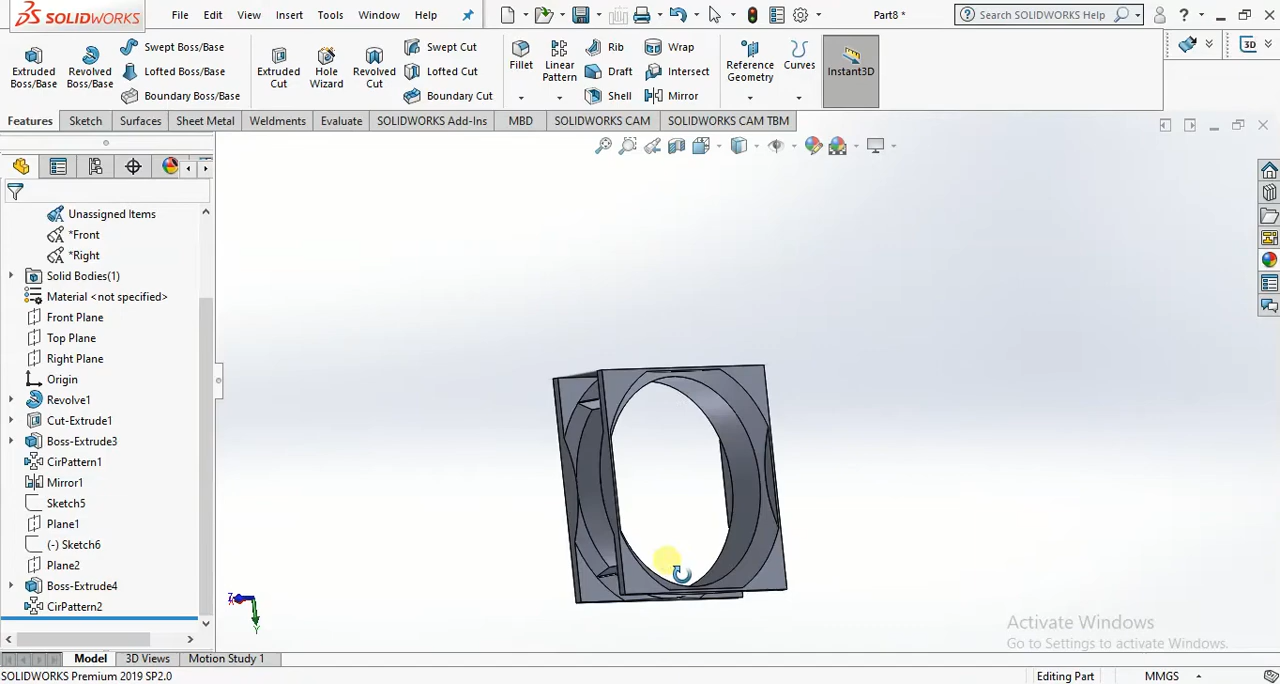 SOLIDWORKS
File Edit View Insert Tools Window Help
Part8 *
Search SOLIDWORKS Help
Extruded Boss/Base
Revolved Boss/Base
Swept Boss/Base
Lofted Boss/Base
Boundary Boss/Base
Extruded Cut
Hole Wizard
Revolved Cut
Swept Cut
Lofted Cut
Boundary Cut
Fillet
Linear Pattern
Rib
Draft
Shell
Wrap
Intersect
Mirror
Reference Geometry
Curves
Instant3D
3D
Features Sketch Surfaces Sheet Metal Weldments Evaluate SOLIDWORKS Add-Ins MBD SOLIDWORKS CAM SOLIDWORKS CAM TBM
Unassigned Items
*Front
*Right
Solid Bodies(1)
Material <not specified>
Front Plane
Top Plane
Right Plane
Origin
Revolve1
Cut-Extrude1
Boss-Extrude3
CirPattern1
Mirror1
Sketch5
Plane1
(-) Sketch6
Plane2
Boss-Extrude4
CirPattern2
Z
Y
Activate Windows
Go to Settings to activate Windows.
Model 3D Views Motion Study 1
SOLIDWORKS Premium 2019 SP2.0
Editing Part
MMGS